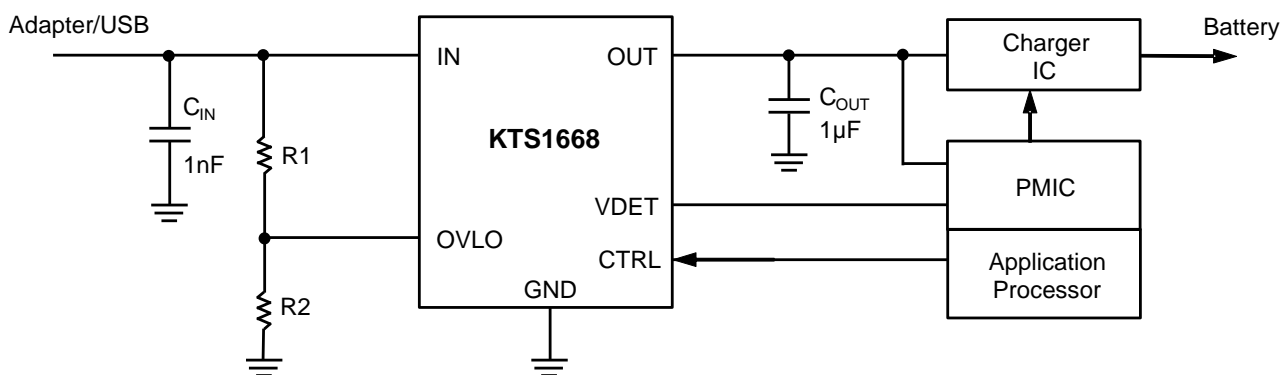 Adapter/USB
Battery
IN
OUT
Charger
IC
C_IN
1nF
R1
KTS1668
C_OUT
1µF
PMIC
VDET
OVLO
CTRL
Application
Processor
GND
R2